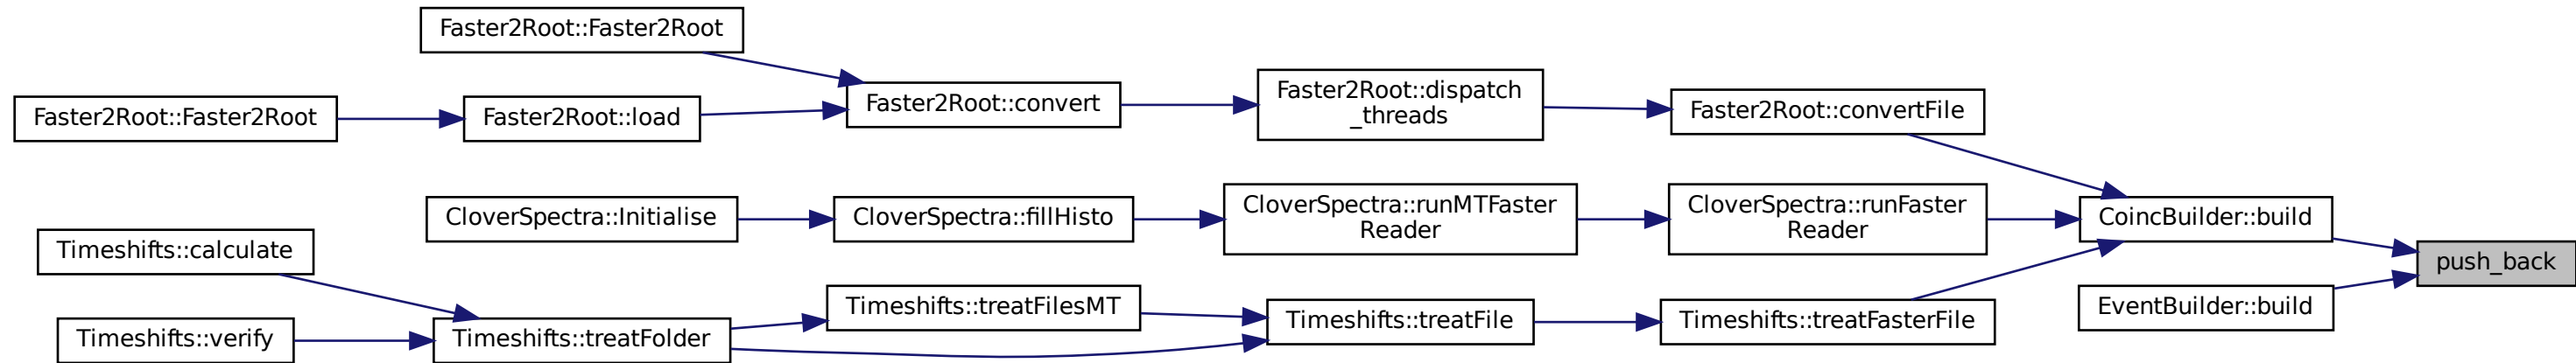 Faster2Root::Faster2Root
Faster2Root::Faster2Root
Faster2Root::load
Faster2Root::convert
Faster2Root::dispatch
_threads
Faster2Root::convertFile
CloverSpectra::Initialise
CloverSpectra::fillHisto
CloverSpectra::runMTFaster
Reader
CloverSpectra::runFaster
Reader
CoincBuilder::build
push_back
Timeshifts::calculate
Timeshifts::verify
Timeshifts::treatFolder
Timeshifts::treatFilesMT
Timeshifts::treatFile
Timeshifts::treatFasterFile
EventBuilder::build